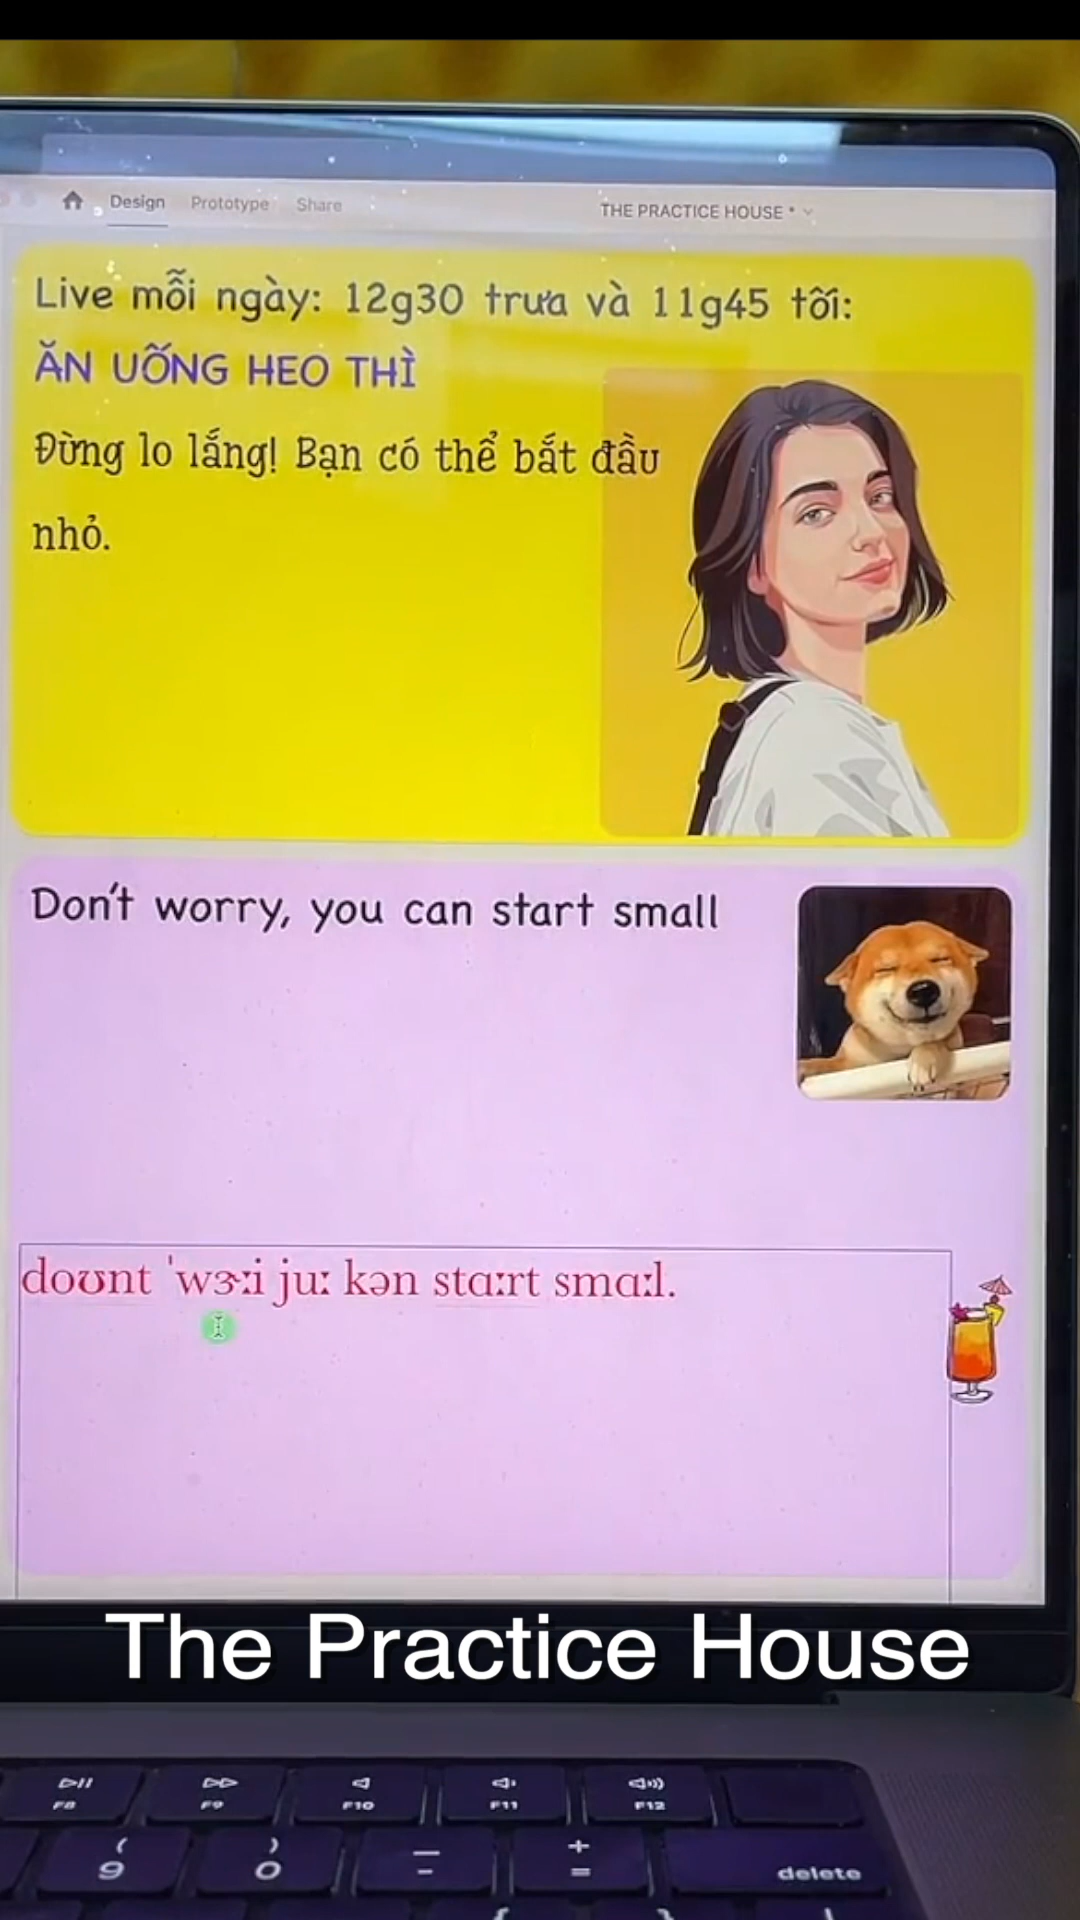 Design Prototype Share THE PRACTICE HOUSE *
Live mỗi ngày: 12g30 trưa và 11g45 tối:
ĂN UỐNG HEO THÌ
Đừng lo lắng! Bạn có thể bắt đầu
nhỏ.
Don't worry, you can start small
doʊnt ˈwɝːi juː kən stɑːrt smɑːl.
The Practice House
F8 F9 F10 F11 F12
( ) — +
9 0 - = delete